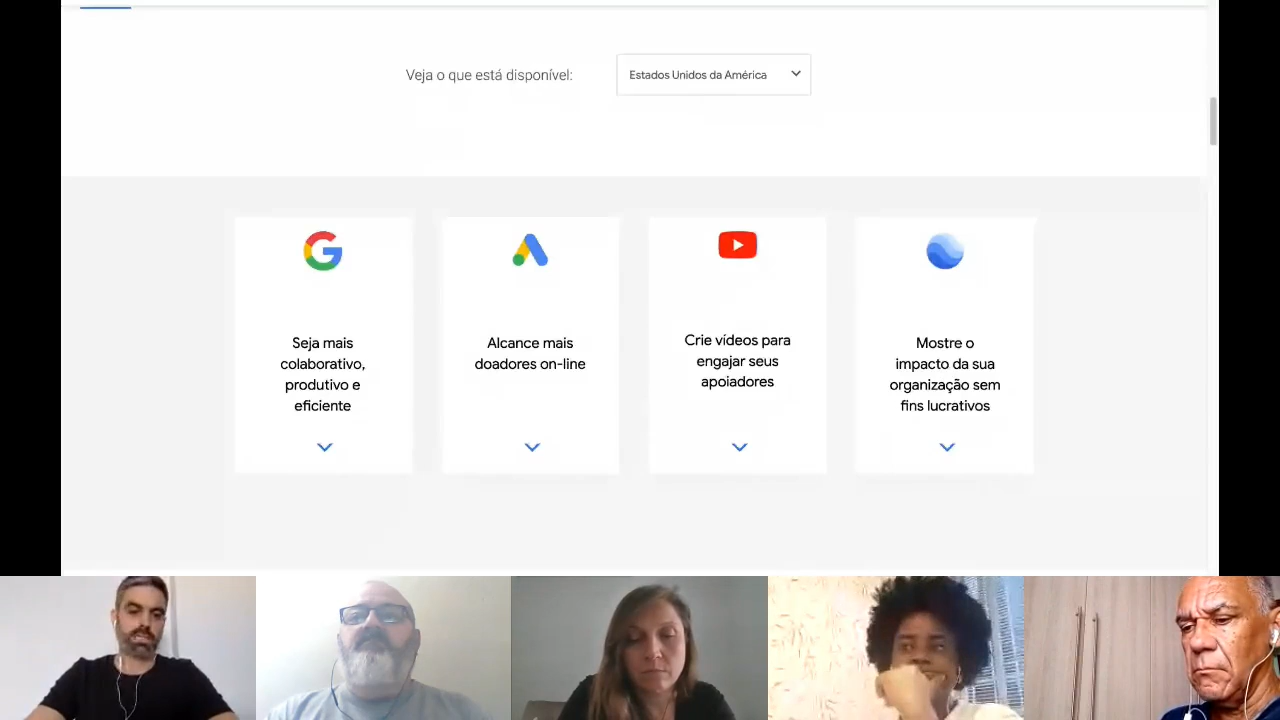 Veja o que está disponível:
Estados Unidos da América
Seja mais
colaborativo,
produtivo e
eficiente
Alcance mais
doadores on-line
Crie vídeos para
engajar seus
apoiadores
Mostre o
impacto da sua
organização sem
fins lucrativos